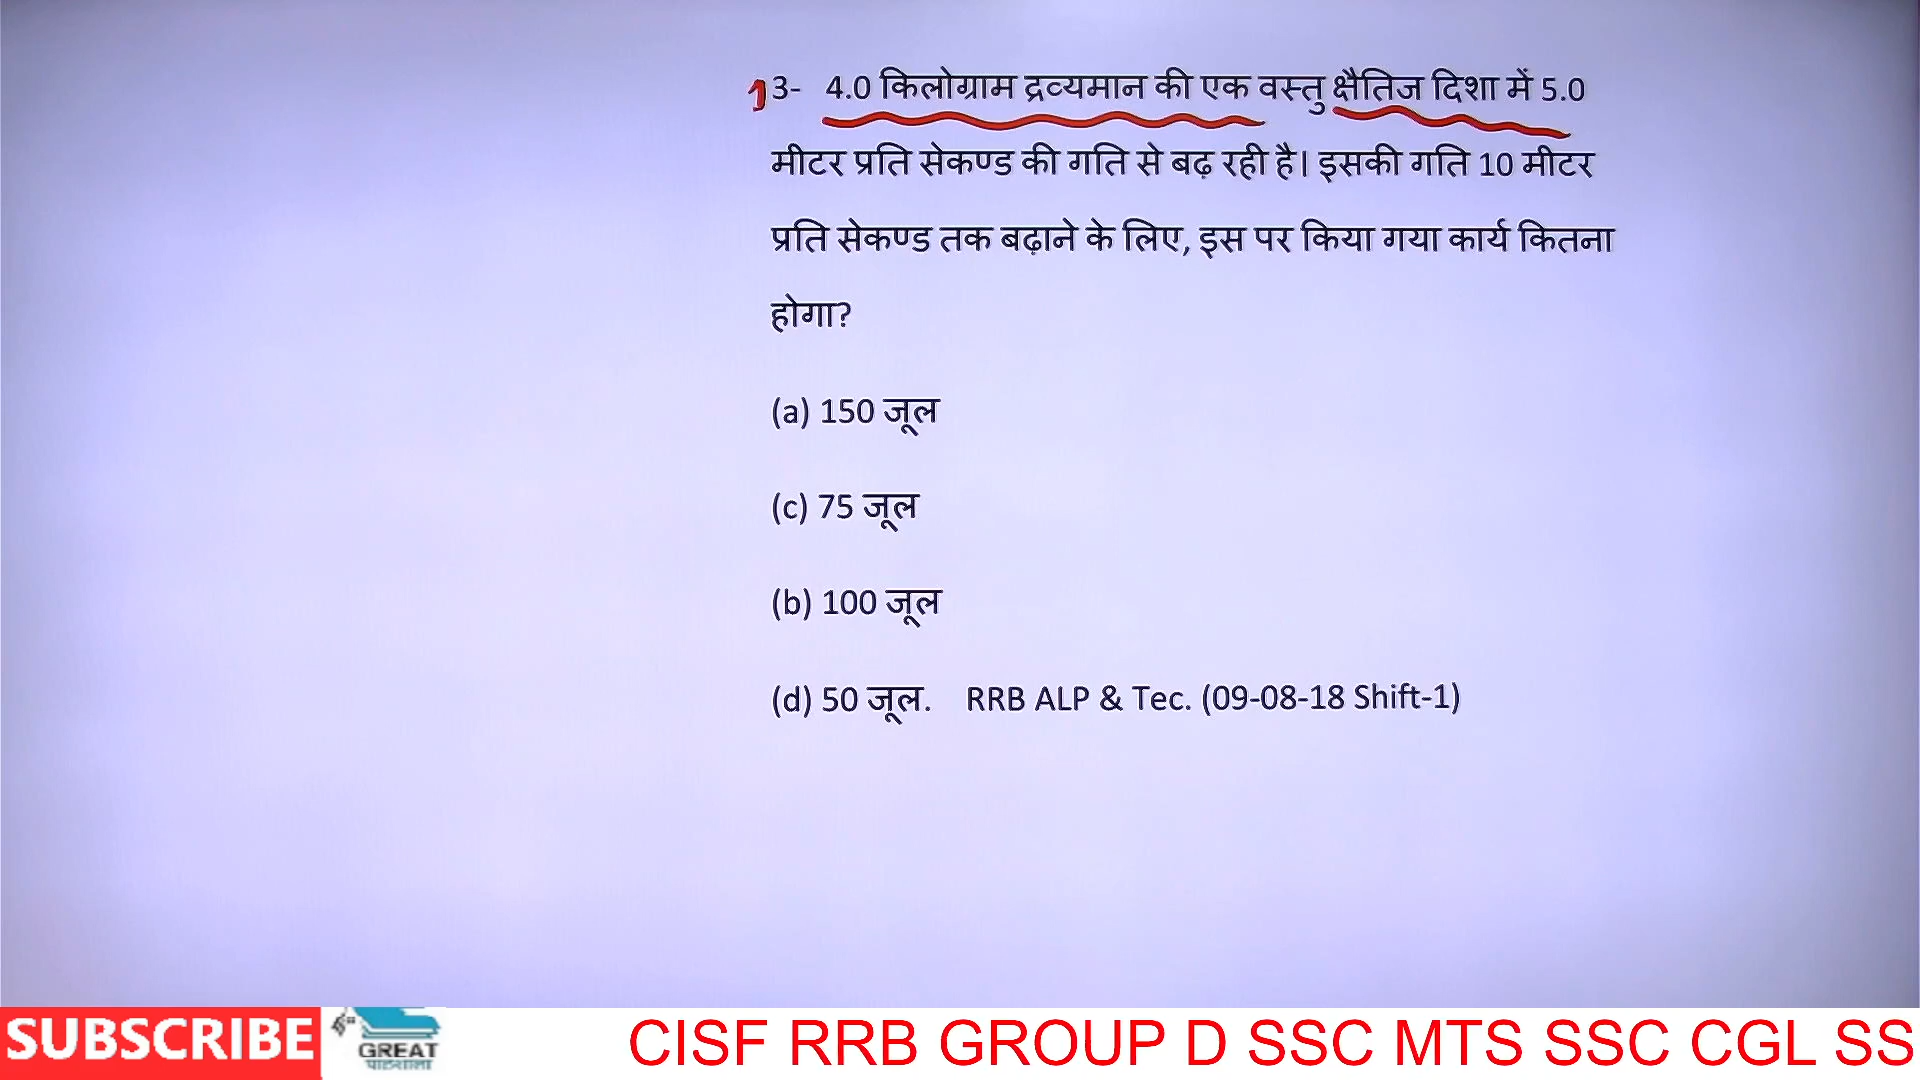 13- 4.0 किलोग्राम द्रव्यमान की एक वस्तु क्षैतिज दिशा में 5.0
मीटर प्रति सेकण्ड की गति से बढ़ रही है। इसकी गति 10 मीटर
प्रति सेकण्ड तक बढ़ाने के लिए, इस पर किया गया कार्य कितना
होगा?
(a) 150 जूल
(c) 75 जूल
(b) 100 जूल
(d) 50 जूल. RRB ALP & Tec. (09-08-18 Shift-1)
SUBSCRIBE
GREAT
पाठशाला
CISF RRB GROUP D SSC MTS SSC CGL SS